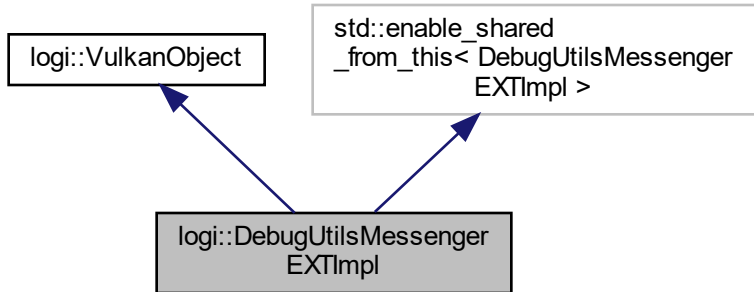 logi::VulkanObject
std::enable_shared
_from_this< DebugUtilsMessenger
EXTImpl >
logi::DebugUtilsMessenger
EXTImpl